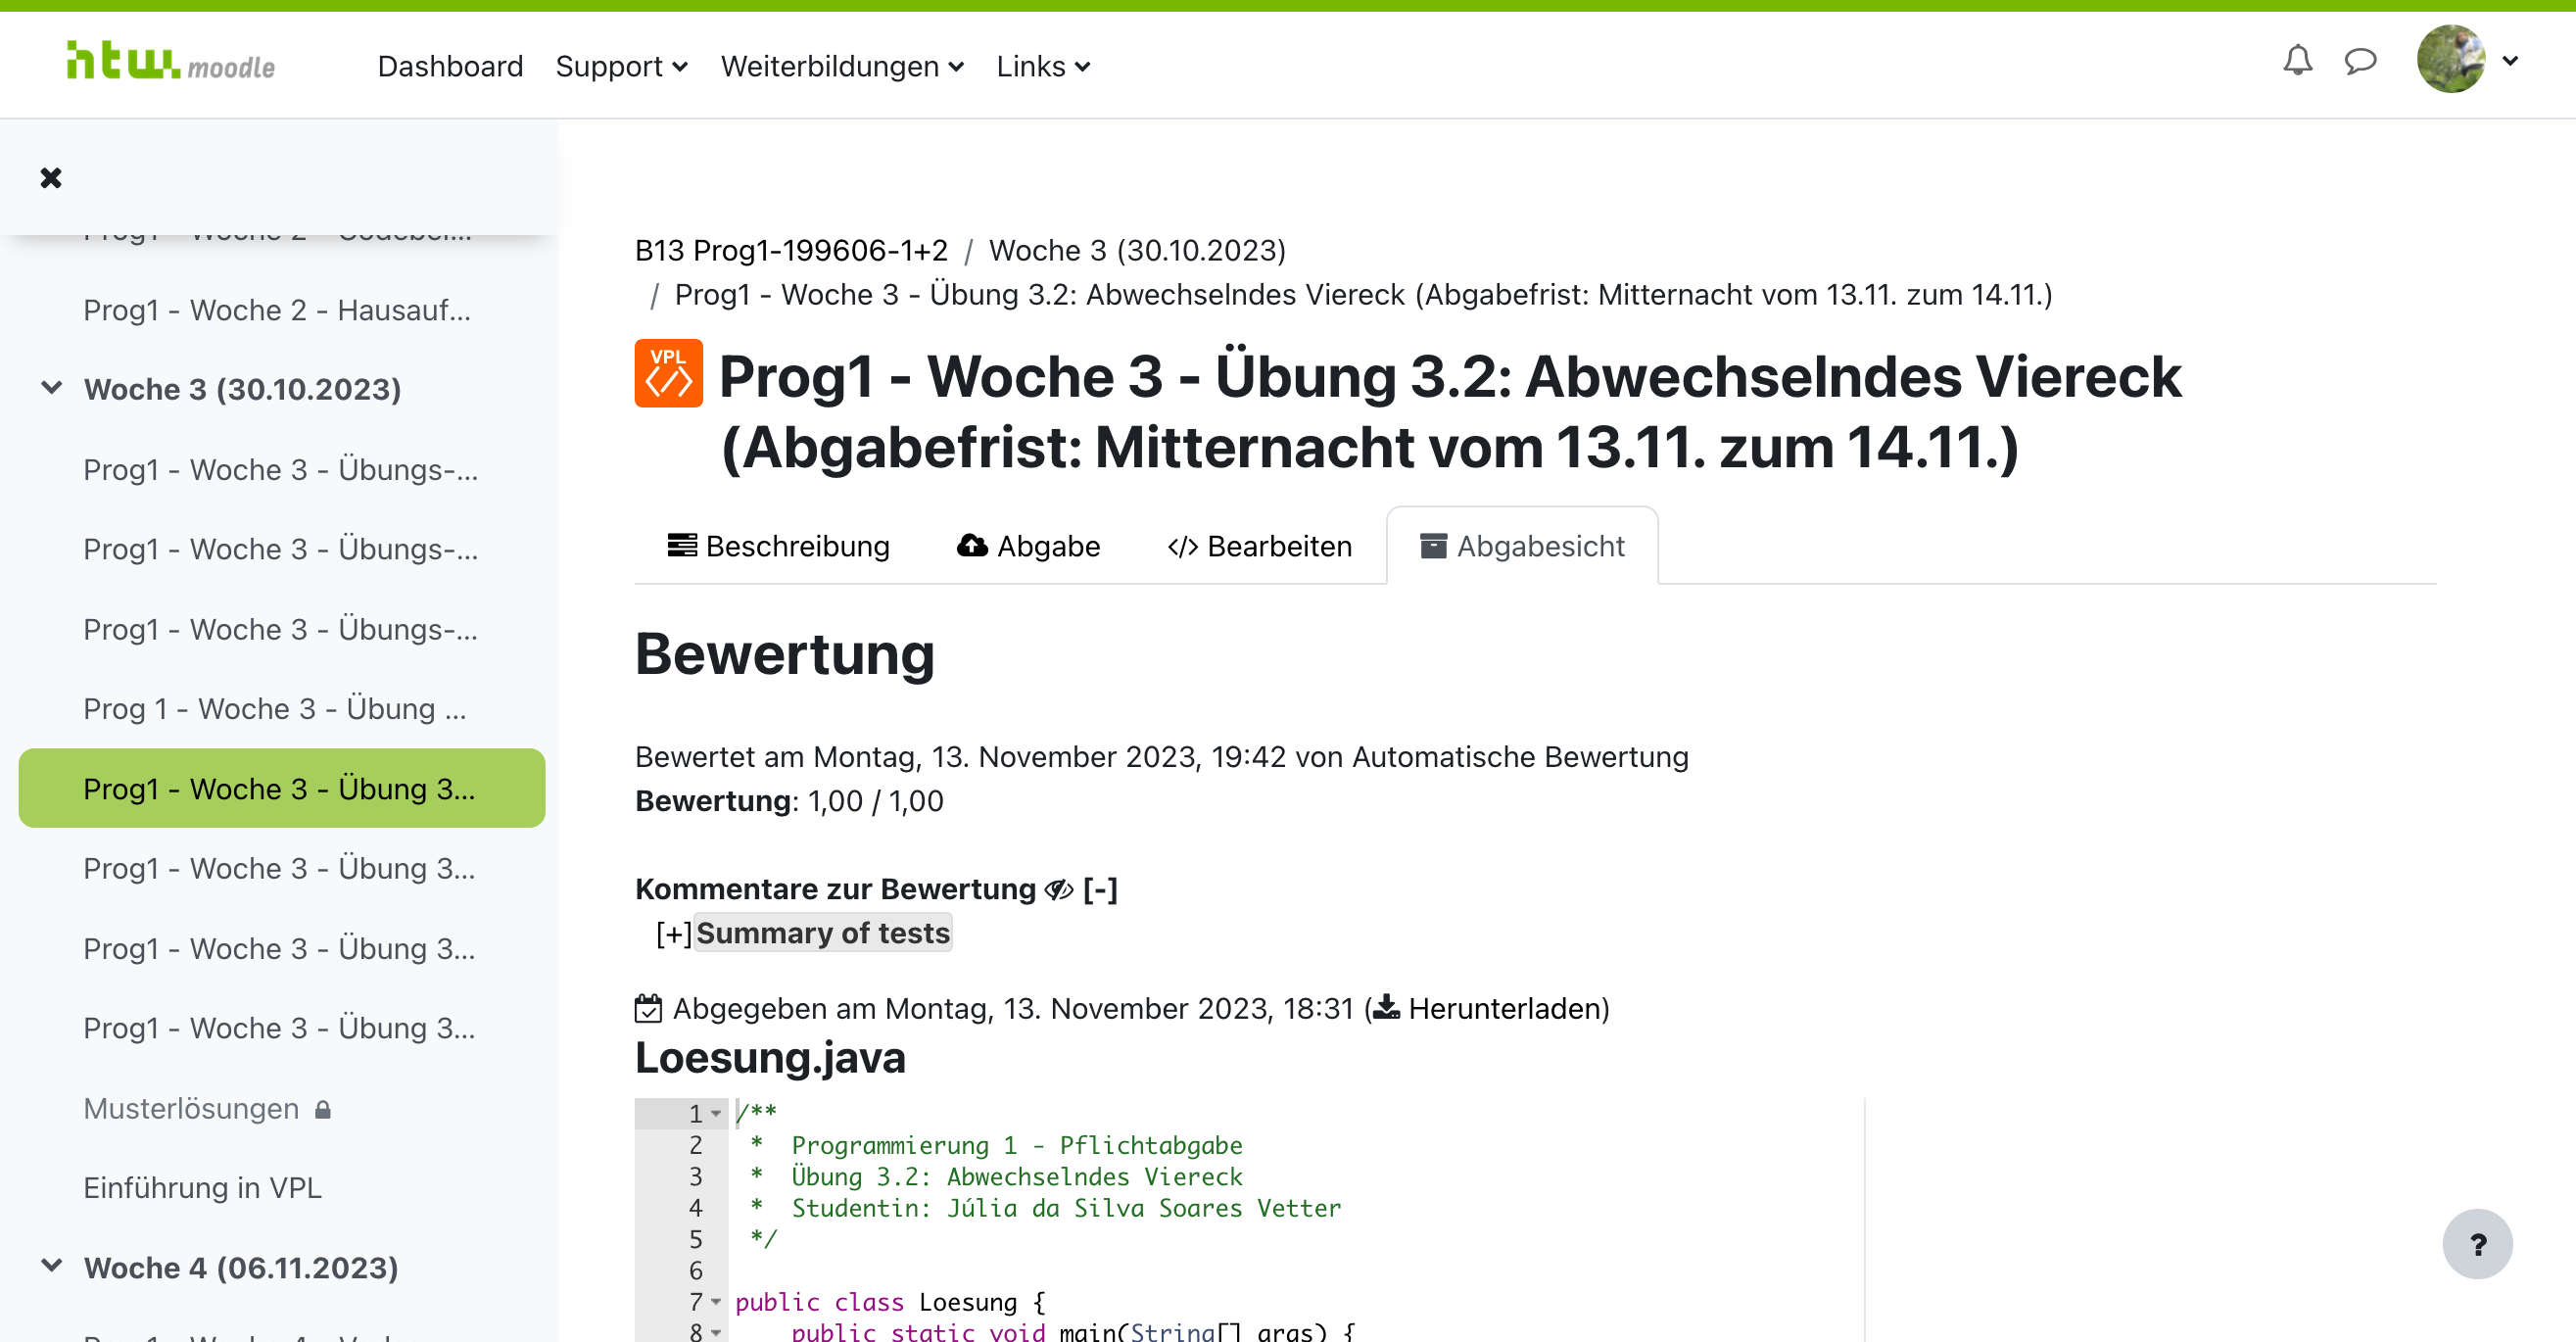 htw. moodle
Dashboard Support Weiterbildungen Links
Prog1 - Woche 2 - Hausauf...
Woche 3 (30.10.2023)
Prog1 - Woche 3 - Übungs-...
Prog1 - Woche 3 - Übungs-...
Prog1 - Woche 3 - Übungs-...
Prog 1 - Woche 3 - Übung ...
Prog1 - Woche 3 - Übung 3...
Prog1 - Woche 3 - Übung 3...
Prog1 - Woche 3 - Übung 3...
Prog1 - Woche 3 - Übung 3...
Musterlösungen
Einführung in VPL
Woche 4 (06.11.2023)
B13 Prog1-199606-1+2 / Woche 3 (30.10.2023)
/ Prog1 - Woche 3 - Übung 3.2: Abwechselndes Viereck (Abgabefrist: Mitternacht vom 13.11. zum 14.11.)
VPL
Prog1 - Woche 3 - Übung 3.2: Abwechselndes Viereck
(Abgabefrist: Mitternacht vom 13.11. zum 14.11.)
Beschreibung Abgabe </> Bearbeiten Abgabesicht
Bewertung
Bewertet am Montag, 13. November 2023, 19:42 von Automatische Bewertung
Bewertung: 1,00 / 1,00
Kommentare zur Bewertung [-]
[+]Summary of tests
Abgegeben am Montag, 13. November 2023, 18:31 (Herunterladen)
Loesung.java
1 /**
2 * Programmierung 1 - Pflichtabgabe
3 * Übung 3.2: Abwechselndes Viereck
4 * Studentin: Júlia da Silva Soares Vetter
5 */
6
7 public class Loesung {
8 public static void main(String[] args) {
?